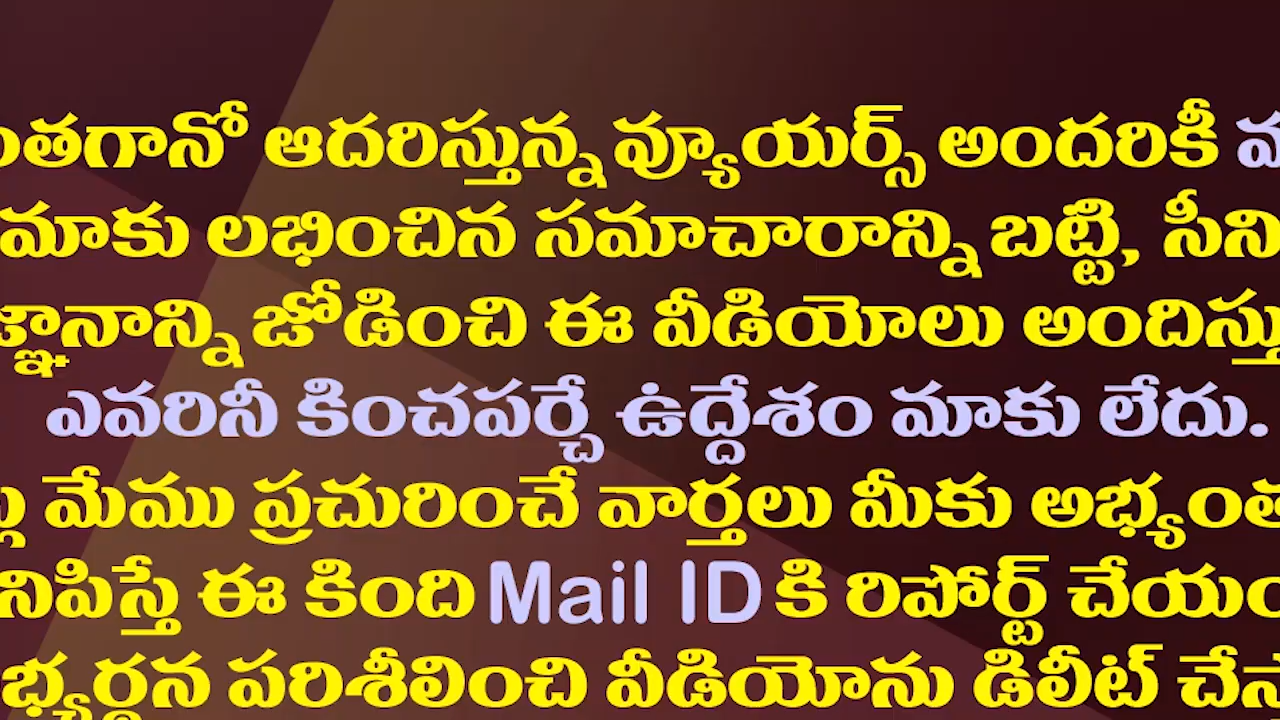 ంతగానో ఆదరిస్తున్న వ్యూయర్స్ అందరికీ
మాకు లభించిన సమాచారాన్ని బట్టి, సీని
జ్ఞానాన్ని జోడించి ఈ వీడియోలు అందిస్తు
ఎవరినీ కించపర్చే ఉద్దేశం మాకు లేదు.
మేము ప్రచురించే వార్తలు మీకు అభ్యంత
నిపిస్తే ఈ కింది Mail ID కి రిపోర్ట్ చేయం
భ్యర్థన పరిశీలించి వీడియోను డిలీట్ చేస